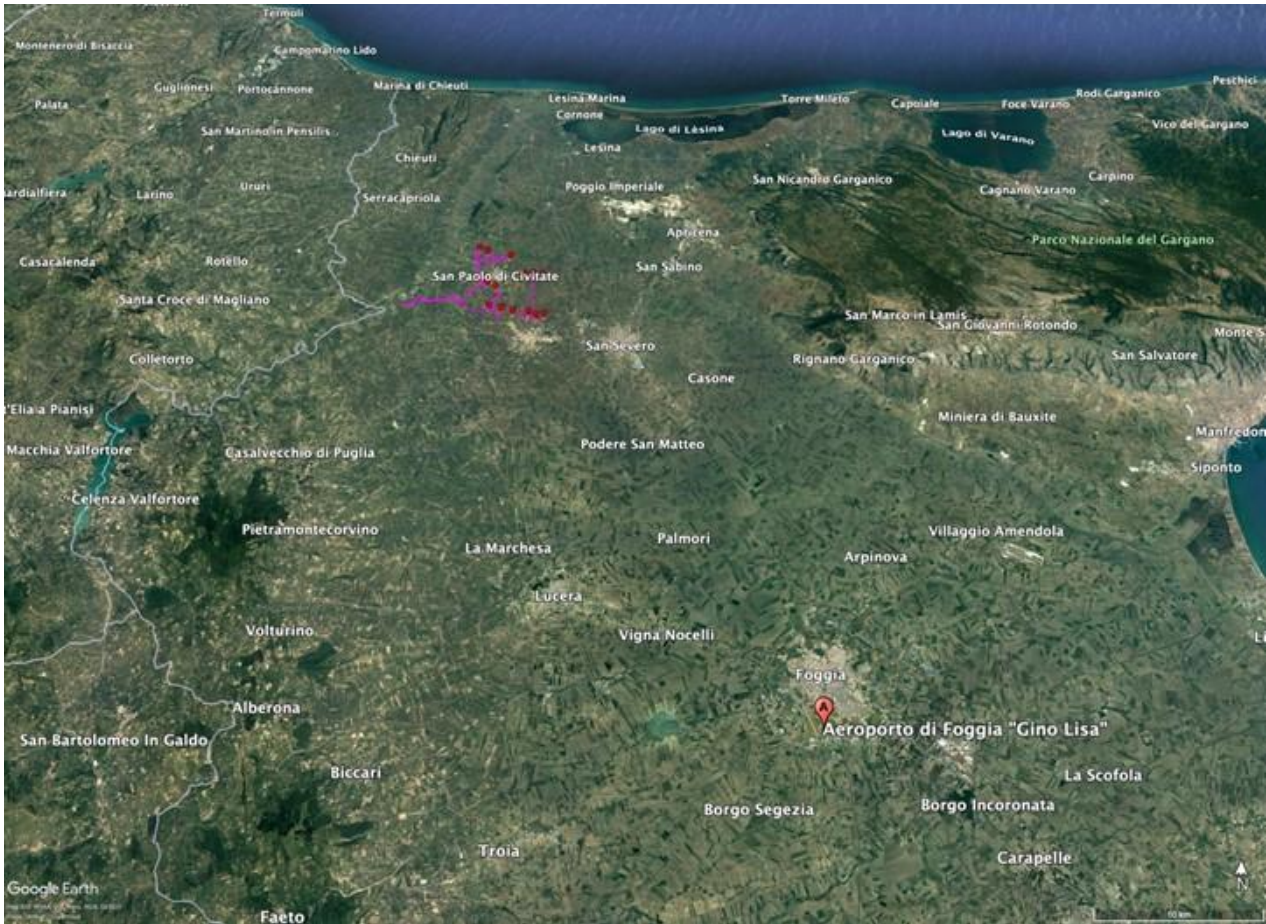 Termoli
Montenero di Bisaccia
Campomarino Lido
Guglionesi
Portocannone
Marina di Chieuti
Peschici
Palata
Lesina Marina
Torre Mileto
Capoiale
Foce Varano
Rodi Garganico
Cornone
San Martino in Pensilis
Lago di Lésina
Lago di Varano
Vico del Gargano
Chieuti
Lesina
ardialfiera
Larino
Ururi
Serracapriola
Poggio Imperiale
San Nicandro Garganico
Cagnano Varano
Carpino
Apricena
Parco Nazionale del Gargano
Casacalenda
Rotello
San Paolo di Civitate
San Sabino
Santa Croce di Magliano
San Marco in Lamis
San Giovanni Rotondo
Monte S
San Severo
Colletorto
Rignano Garganico
San Salvatore
Casone
t'Elia a Pianisi
Miniera di Bauxite
Manfredon
Macchia Valfortore
Casalvecchio di Puglia
Podere San Matteo
Siponto
Celenza Valfortore
Pietramontecorvino
La Marchesa
Palmori
Arpinova
Villaggio Amendola
Lucera
Volturino
Vigna Nocelli
Li
Foggia
Alberona
A
Aeroporto di Foggia "Gino Lisa"
San Bartolomeo In Galdo
Biccari
La Scofola
Borgo Segezia
Borgo Incoronata
Troia
Carapelle
Google Earth
N
Faeto